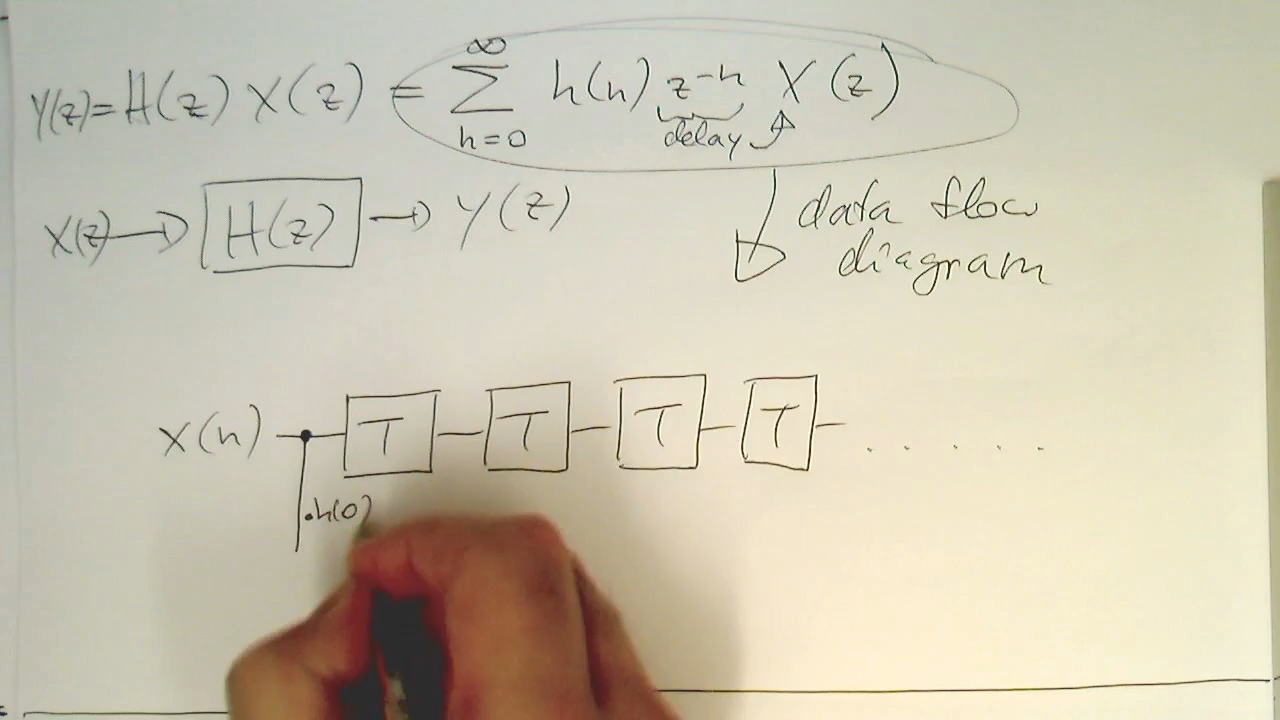 Y(z)=H(z) X(z) = ∞∑n=0 h(n) z-n X(z)
delay
X(z) → H(z) → Y(z)
data flow
diagram
X(n) T T T T . . . . . .
·h(0)